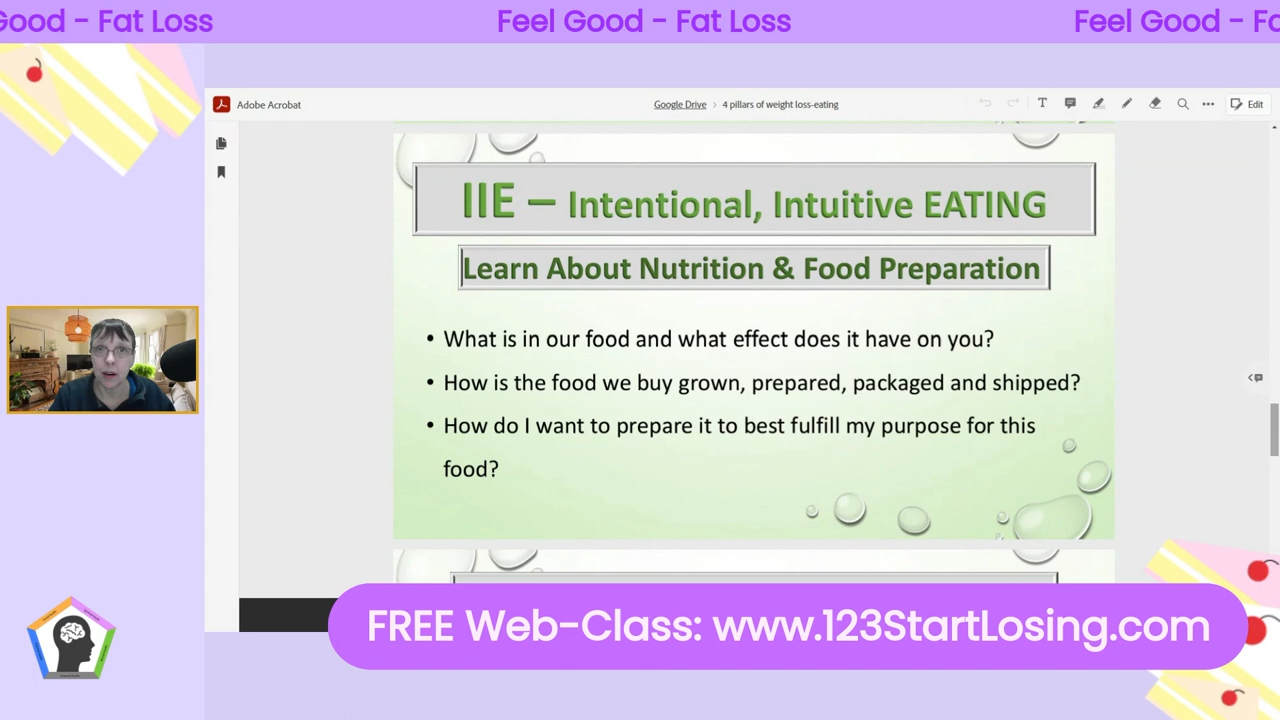 Good - Fat Loss
Feel Good - Fat Loss
Feel Good - Fa
Adobe Acrobat
Google Drive › 4 pillars of weight loss-eating
T
Edit
IIE – Intentional, Intuitive EATING
Learn About Nutrition & Food Preparation
• What is in our food and what effect does it have on you?
• How is the food we buy grown, prepared, packaged and shipped?
• How do I want to prepare it to best fulfill my purpose for this
food?
FREE Web-Class: www.123StartLosing.com